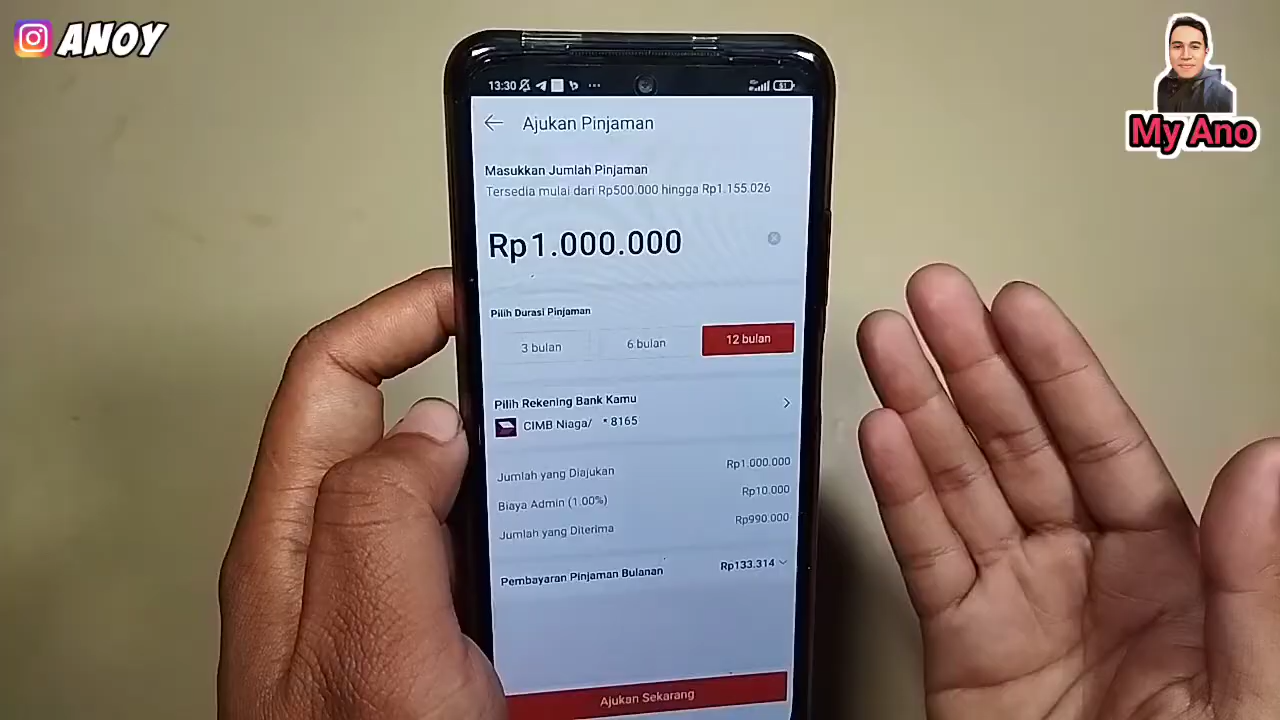 ANOY
My Ano
13:30
51
Ajukan Pinjaman
Masukkan Jumlah Pinjaman
Tersedia mulai dari Rp500.000 hingga Rp1.155.026
Rp1.000.000
Pilih Durasi Pinjaman
3 bulan 6 bulan 12 bulan
Pilih Rekening Bank Kamu
CIMB Niaga/ * 8165
Jumlah yang Diajukan Rp1.000.000
Biaya Admin (1.00%) Rp10.000
Jumlah yang Diterima Rp990.000
Pembayaran Pinjaman Bulanan Rp133.314
Ajukan Sekarang